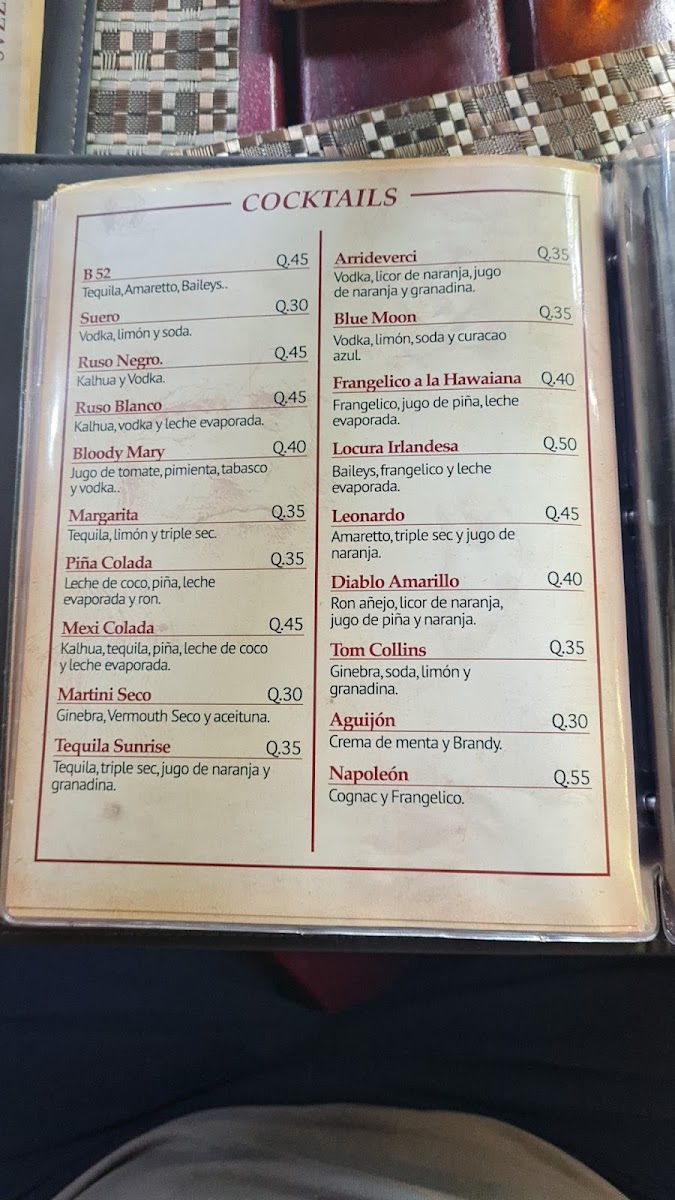 COCKTAILS
B 52 Q.45
Tequila, Amaretto, Baileys..
Suero Q.30
Vodka, limón y soda.
Ruso Negro. Q.45
Kalhua y Vodka.
Ruso Blanco Q.45
Kalhua, vodka y leche evaporada.
Bloody Mary Q.40
Jugo de tomate, pimienta, tabasco
y vodka..
Margarita Q.35
Tequila, limón y triple sec.
Piña Colada Q.35
Leche de coco, piña, leche
evaporada y ron.
Mexi Colada Q.45
Kalhua, tequila, piña, leche de coco
y leche evaporada.
Martini Seco Q.30
Ginebra, Vermouth Seco y aceituna.
Tequila Sunrise Q.35
Tequila, triple sec, jugo de naranja y
granadina.
Arrideverci Q.35
Vodka, licor de naranja, jugo
de naranja y granadina.
Blue Moon Q.35
Vodka, limón, soda y curacao
azul.
Frangelico a la Hawaiana Q.40
Frangelico, jugo de piña, leche
evaporada.
Locura Irlandesa Q.50
Baileys, frangelico y leche
evaporada.
Leonardo Q.45
Amaretto, triple sec y jugo de
naranja.
Diablo Amarillo Q.40
Ron añejo, licor de naranja,
jugo de piña y naranja.
Tom Collins Q.35
Ginebra, soda, limón y
granadina.
Aguijón Q.30
Crema de menta y Brandy.
Napoleón Q.55
Cognac y Frangelico.